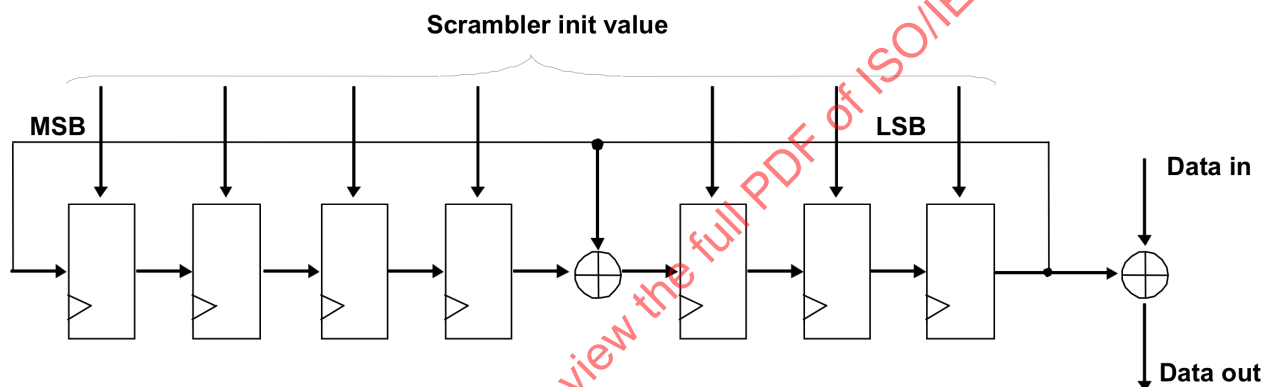 Scrambler init value
MSB
LSB
Data in
Data out
view the full PDF of ISO/IE